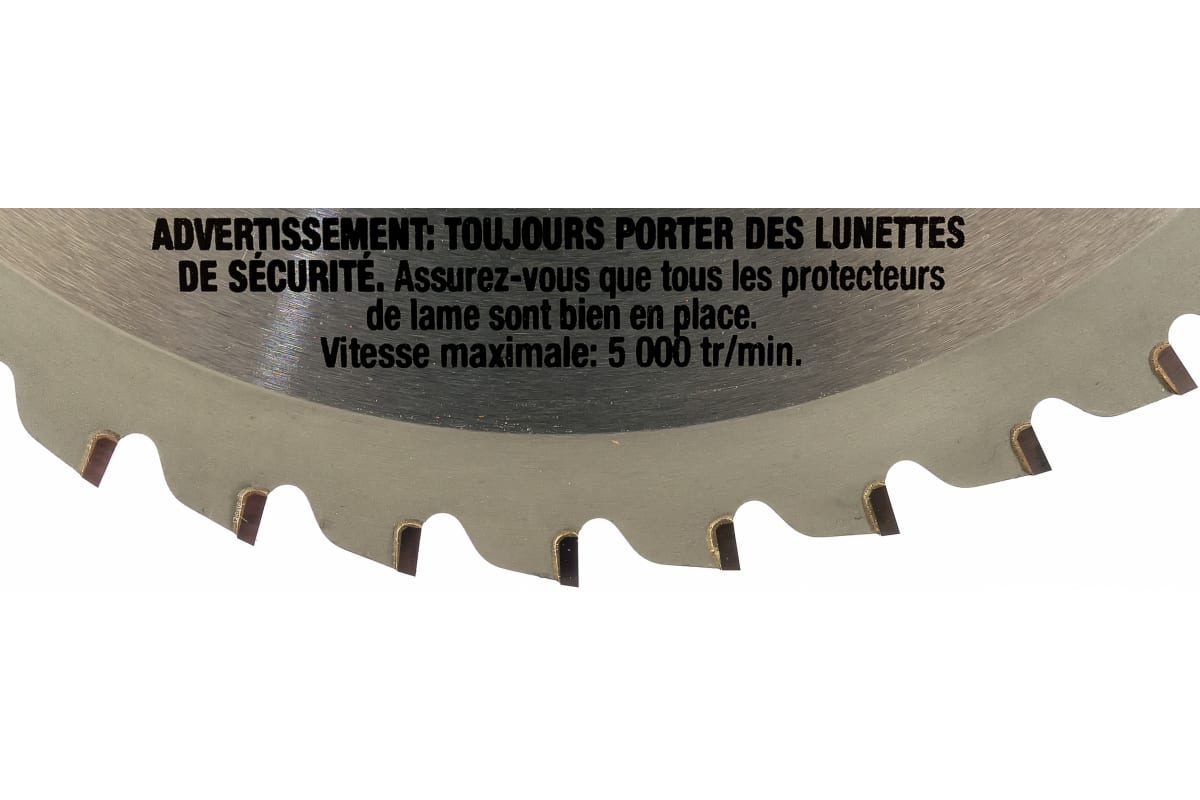 ADVERTISSEMENT: TOUJOURS PORTER DES LUNETTES
DE SÉCURITÉ. Assurez-vous que tous les protecteurs
de lame sont bien en place.
Vitesse maximale: 5 000 tr/min.